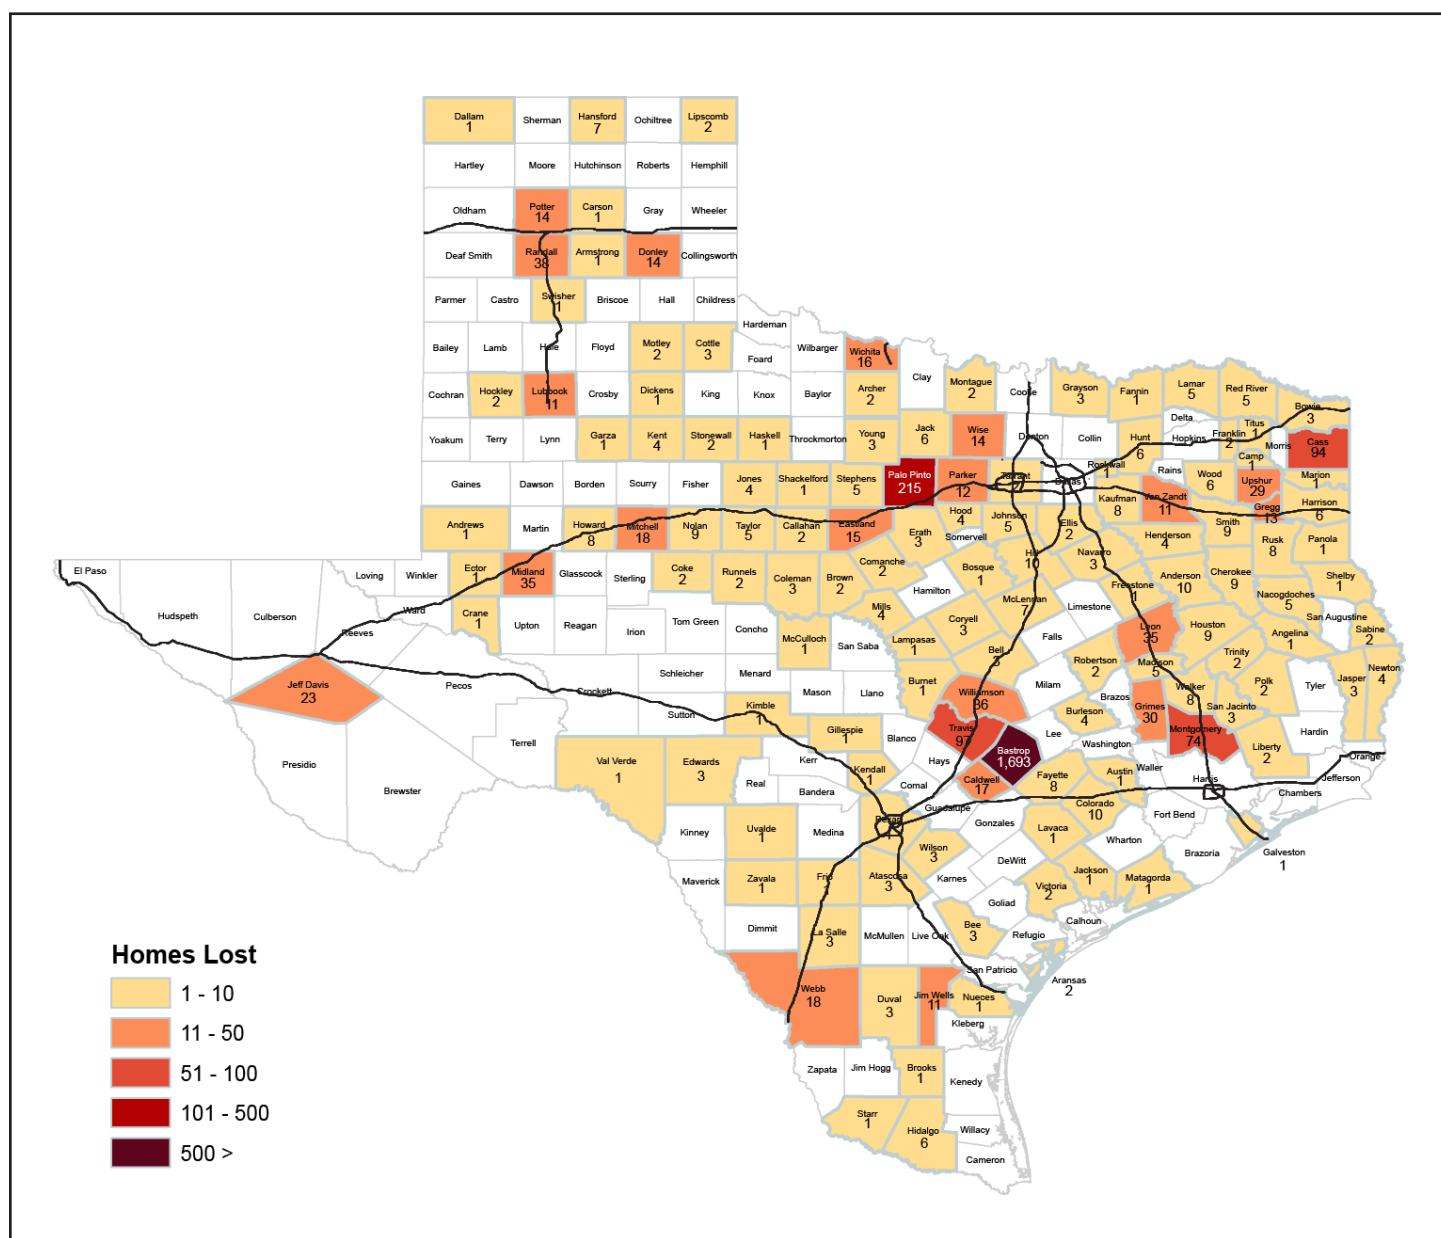 Dallam
1
Sherman
Hansford
7
Ochiltree
Lipscomb
2
Hartley
Moore
Hutchinson
Roberts
Hemphill
Oldham
Potter
14
Carson
1
Gray
Wheeler
Deaf Smith
Randall
38
Armstrong
1
Donley
14
Collingsworth
Parmer
Castro
Swisher
1
Briscoe
Hall
Childress
Hardeman
Bailey
Lamb
Hale
Floyd
Motley
2
Cottle
3
Foard
Wilbarger
Wichita
16
Clay
Montague
2
Cooke
Grayson
3
Fannin
1
Lamar
5
Red River
5
Bowie
3
Cochran
Hockley
2
Lubbock
11
Crosby
Dickens
1
King
Knox
Baylor
Archer
2
Delta
Yoakum
Terry
Lynn
Garza
1
Kent
4
Stonewall
2
Haskell
1
Throckmorton
Young
3
Jack
6
Wise
14
Denton
Collin
Hunt
6
Hopkins
Franklin
2
Titus
1
Morris
Cass
94
Gaines
Dawson
Borden
Scurry
Fisher
Jones
4
Shackelford
1
Stephens
5
Palo Pinto
215
Parker
12
Tarrant
Dallas
Rockwall
1
Rains
Wood
6
Camp
1
Upshur
29
Marion
1
Andrews
1
Martin
Howard
8
Mitchell
18
Nolan
9
Taylor
5
Callahan
2
Eastland
15
Erath
3
Hood
4
Somervell
Johnson
5
Ellis
2
Kaufman
8
Van Zandt
11
Smith
9
Gregg
13
Harrison
6
Henderson
4
Rusk
8
Panola
1
El Paso
Hudspeth
Culberson
Reeves
Loving
Winkler
Ward
Ector
1
Midland
35
Glasscock
Sterling
Coke
2
Runnels
2
Coleman
3
Brown
2
Comanche
2
Hamilton
Bosque
1
Hill
10
Navarro
3
Freestone
1
Anderson
10
Cherokee
9
Nacogdoches
5
Shelby
1
San Augustine
Sabine
2
Crane
1
Upton
Reagan
Irion
Tom Green
Concho
McCulloch
1
San Saba
Mills
4
Lampasas
1
Coryell
3
McLennan
7
Limestone
Falls
Leon
35
Houston
9
Trinity
2
Angelina
1
Jeff Davis
23
Pecos
Crockett
Schleicher
Menard
Mason
Llano
Burnet
1
Bell
3
Milam
Robertson
2
Brazos
Madison
5
Walker
8
San Jacinto
3
Polk
2
Tyler
Jasper
3
Newton
4
Presidio
Brewster
Terrell
Sutton
Kimble
1
Gillespie
1
Blanco
Williamson
36
Travis
97
Bastrop
1,693
Lee
Burleson
4
Washington
Grimes
30
Montgomery
74
Liberty
2
Hardin
Orange
Jefferson
Chambers
Val Verde
1
Edwards
3
Real
Kerr
Bandera
Kendall
1
Hays
Comal
Caldwell
17
Guadalupe
Fayette
8
Austin
1
Waller
Harris
Colorado
10
Fort Bend
Kinney
Uvalde
1
Medina
Bexar
Wilson
3
Gonzales
Lavaca
1
Wharton
Brazoria
Galveston
1
Maverick
Zavala
1
Frio
Atascosa
3
Karnes
DeWitt
Victoria
2
Jackson
1
Matagorda
1
Dimmit
La Salle
3
McMullen
Live Oak
Bee
3
Goliad
Refugio
Calhoun
San Patricio
Aransas
2
Webb
18
Duval
3
Jim Wells
11
Nueces
1
Kleberg
Zapata
Jim Hogg
Brooks
1
Kenedy
Starr
1
Hidalgo
6
Willacy
Cameron
Homes Lost
1 - 10
11 - 50
51 - 100
101 - 500
500 >